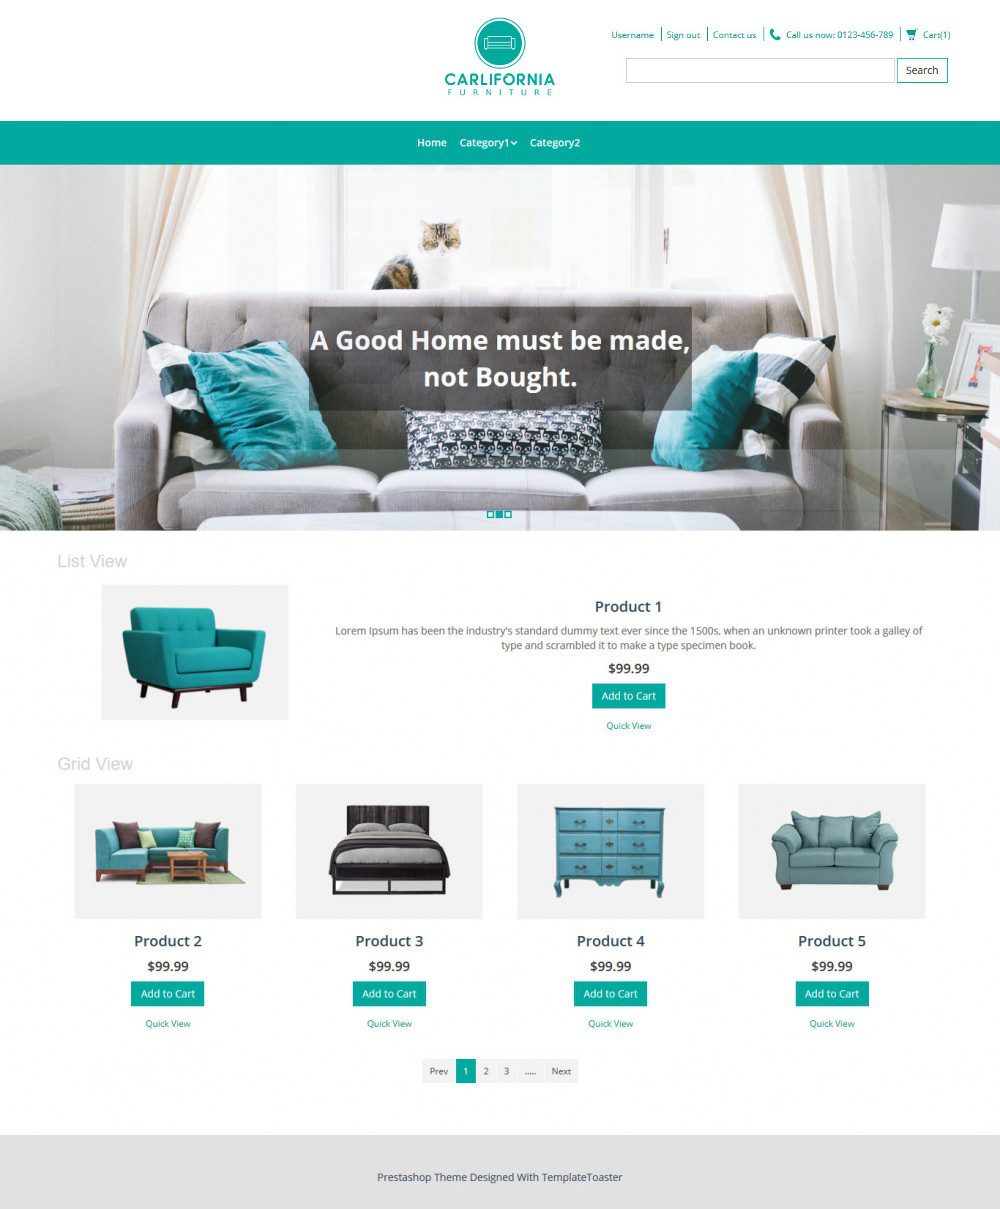 CARLIFORNIA
FURNITURE
Username
Sign out
Contact us
Call us now: 0123-456-789
Cart(1)
Search
Home
Category1
Category2
A Good Home must be made,
not Bought.
List View
Product 1
Lorem Ipsum has been the industry's standard dummy text ever since the 1500s, when an unknown printer took a galley of
type and scrambled it to make a type specimen book.
$99.99
Add to Cart
Quick View
Grid View
Product 2
$99.99
Add to Cart
Quick View
Product 3
$99.99
Add to Cart
Quick View
Product 4
$99.99
Add to Cart
Quick View
Product 5
$99.99
Add to Cart
Quick View
Prev 1 2 3 ..... Next
Prestashop Theme Designed With TemplateToaster